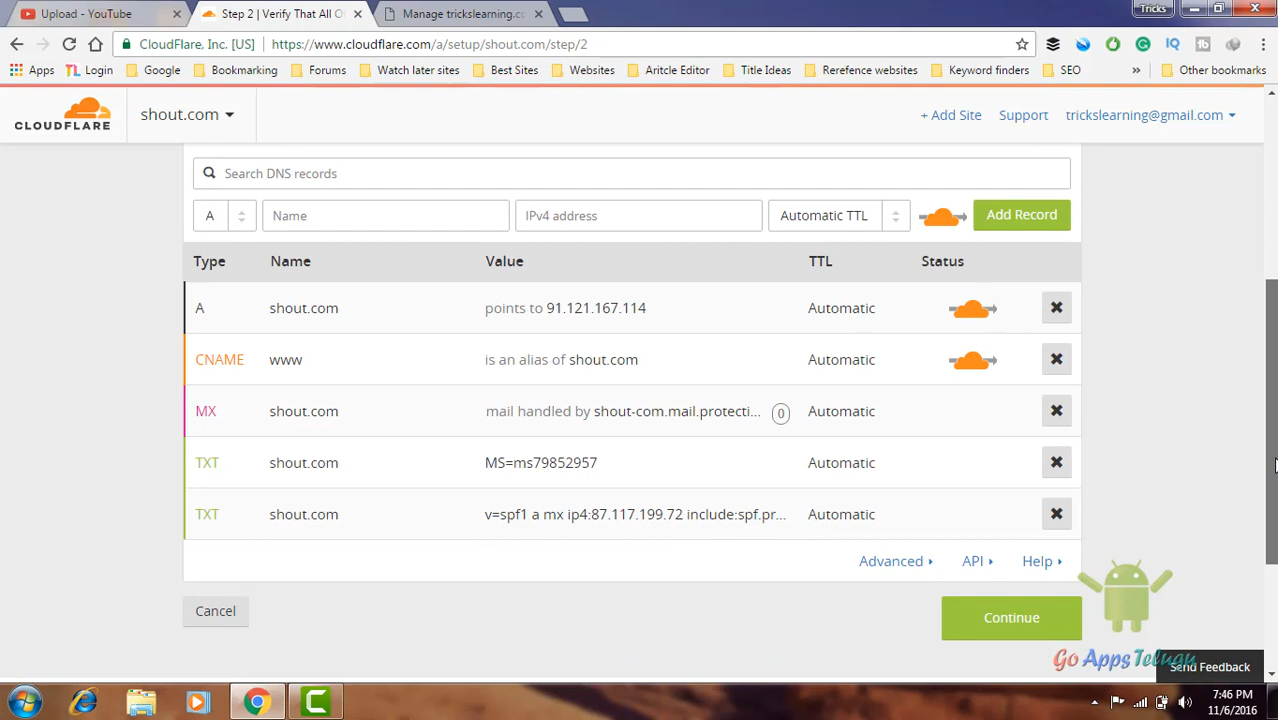 Upload - YouTube
Step 2 | Verify That All O
Manage trickslearning.co
Tricks
CloudFlare, Inc. [US]
https://www.cloudflare.com/a/setup/shout.com/step/2
Apps
Login
Google
Bookmarking
Forums
Watch later sites
Best Sites
Websites
Aritcle Editor
Title Ideas
Rerefence websites
Keyword finders
SEO
»
Other bookmarks
CLOUDFLARE
shout.com
+ Add Site
Support
trickslearning@gmail.com
Search DNS records
A
Name
IPv4 address
Automatic TTL
Add Record
Type Name Value TTL Status
A shout.com points to 91.121.167.114 Automatic
CNAME www is an alias of shout.com Automatic
MX shout.com mail handled by shout-com.mail.protecti... 0 Automatic
TXT shout.com MS=ms79852957 Automatic
TXT shout.com v=spf1 a mx ip4:87.117.199.72 include:spf.pr... Automatic
Advanced
API
Help
Cancel
Continue
Go Apps Telugu
Send Feedback
7:46 PM
11/6/2016